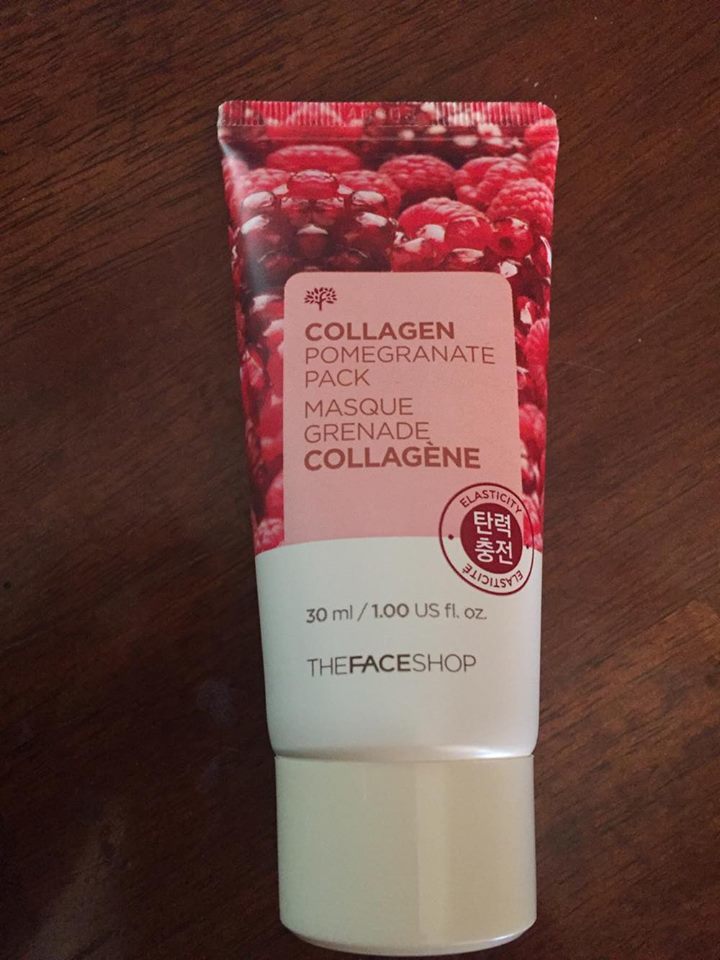 COLLAGEN
POMEGRANATE
PACK
MASQUE
GRENADE
COLLAGÈNE
ELASTICITY
탄력
충전
ELASTICITÉ
30 ml / 1.00 US fl. oz.
THEFACESHOP